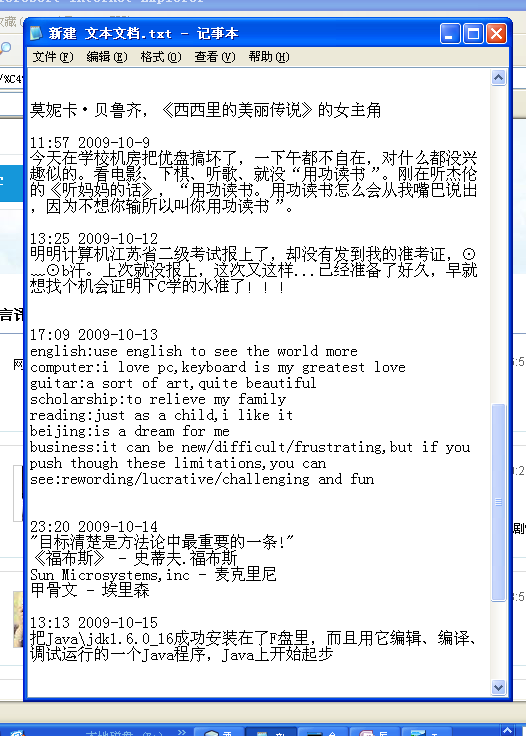 新建 文本文档.txt - 记事本
文件(F) 编辑(E) 格式(O) 查看(V) 帮助(H)
莫妮卡·贝鲁齐，《西西里的美丽传说》的女主角
11:57 2009-10-9
今天在学校机房把优盘搞坏了，一下午都不自在，对什么都没兴
趣似的。看电影、下棋、听歌、就没“用功读书 ”。刚在听杰伦
的《听妈妈的话》，“用功读书。用功读书怎么会从我嘴巴说出
，因为不想你输所以叫你用功读书 ”。
13:25 2009-10-12
明明计算机江苏省二级考试报上了，却没有发到我的准考证，⊙
﹏⊙b汗。上次就没报上，这次又这样...已经准备了好久，早就
想找个机会证明下C学的水准了！！！
17:09 2009-10-13
english:use english to see the world more
computer:i love pc,keyboard is my greatest love
guitar:a sort of art,quite beautiful
scholarship:to relieve my family
reading:just as a child,i like it
beijing:is a dream for me
business:it can be new/difficult/frustrating,but if you
push though these limitations,you can
see:rewording/lucrative/challenging and fun
23:20 2009-10-14
"目标清楚是方法论中最重要的一条!"
《福布斯》 - 史蒂夫.福布斯
Sun Microsystems,inc - 麦克里尼
甲骨文 - 埃里森
13:13 2009-10-15
把Java\jdk1.6.0_16成功安装在了F盘里，而且用它编辑、编译、
调试运行的一个Java程序，Java上开始起步